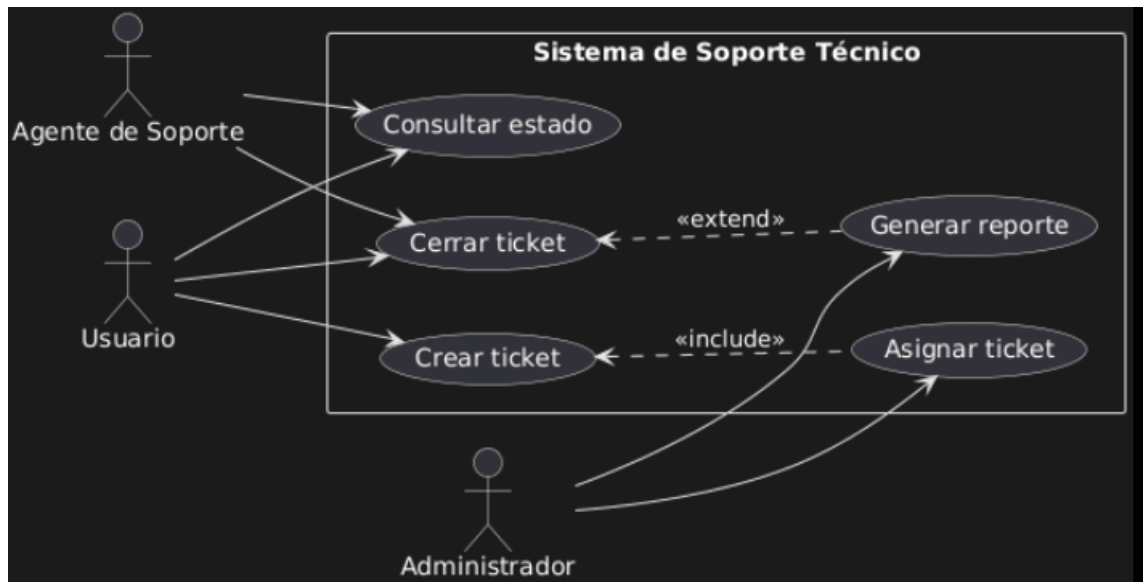 Sistema de Soporte Técnico
Agente de Soporte
Consultar estado
«extend»
Generar reporte
Cerrar ticket
Usuario
«include»
Asignar ticket
Crear ticket
Administrador